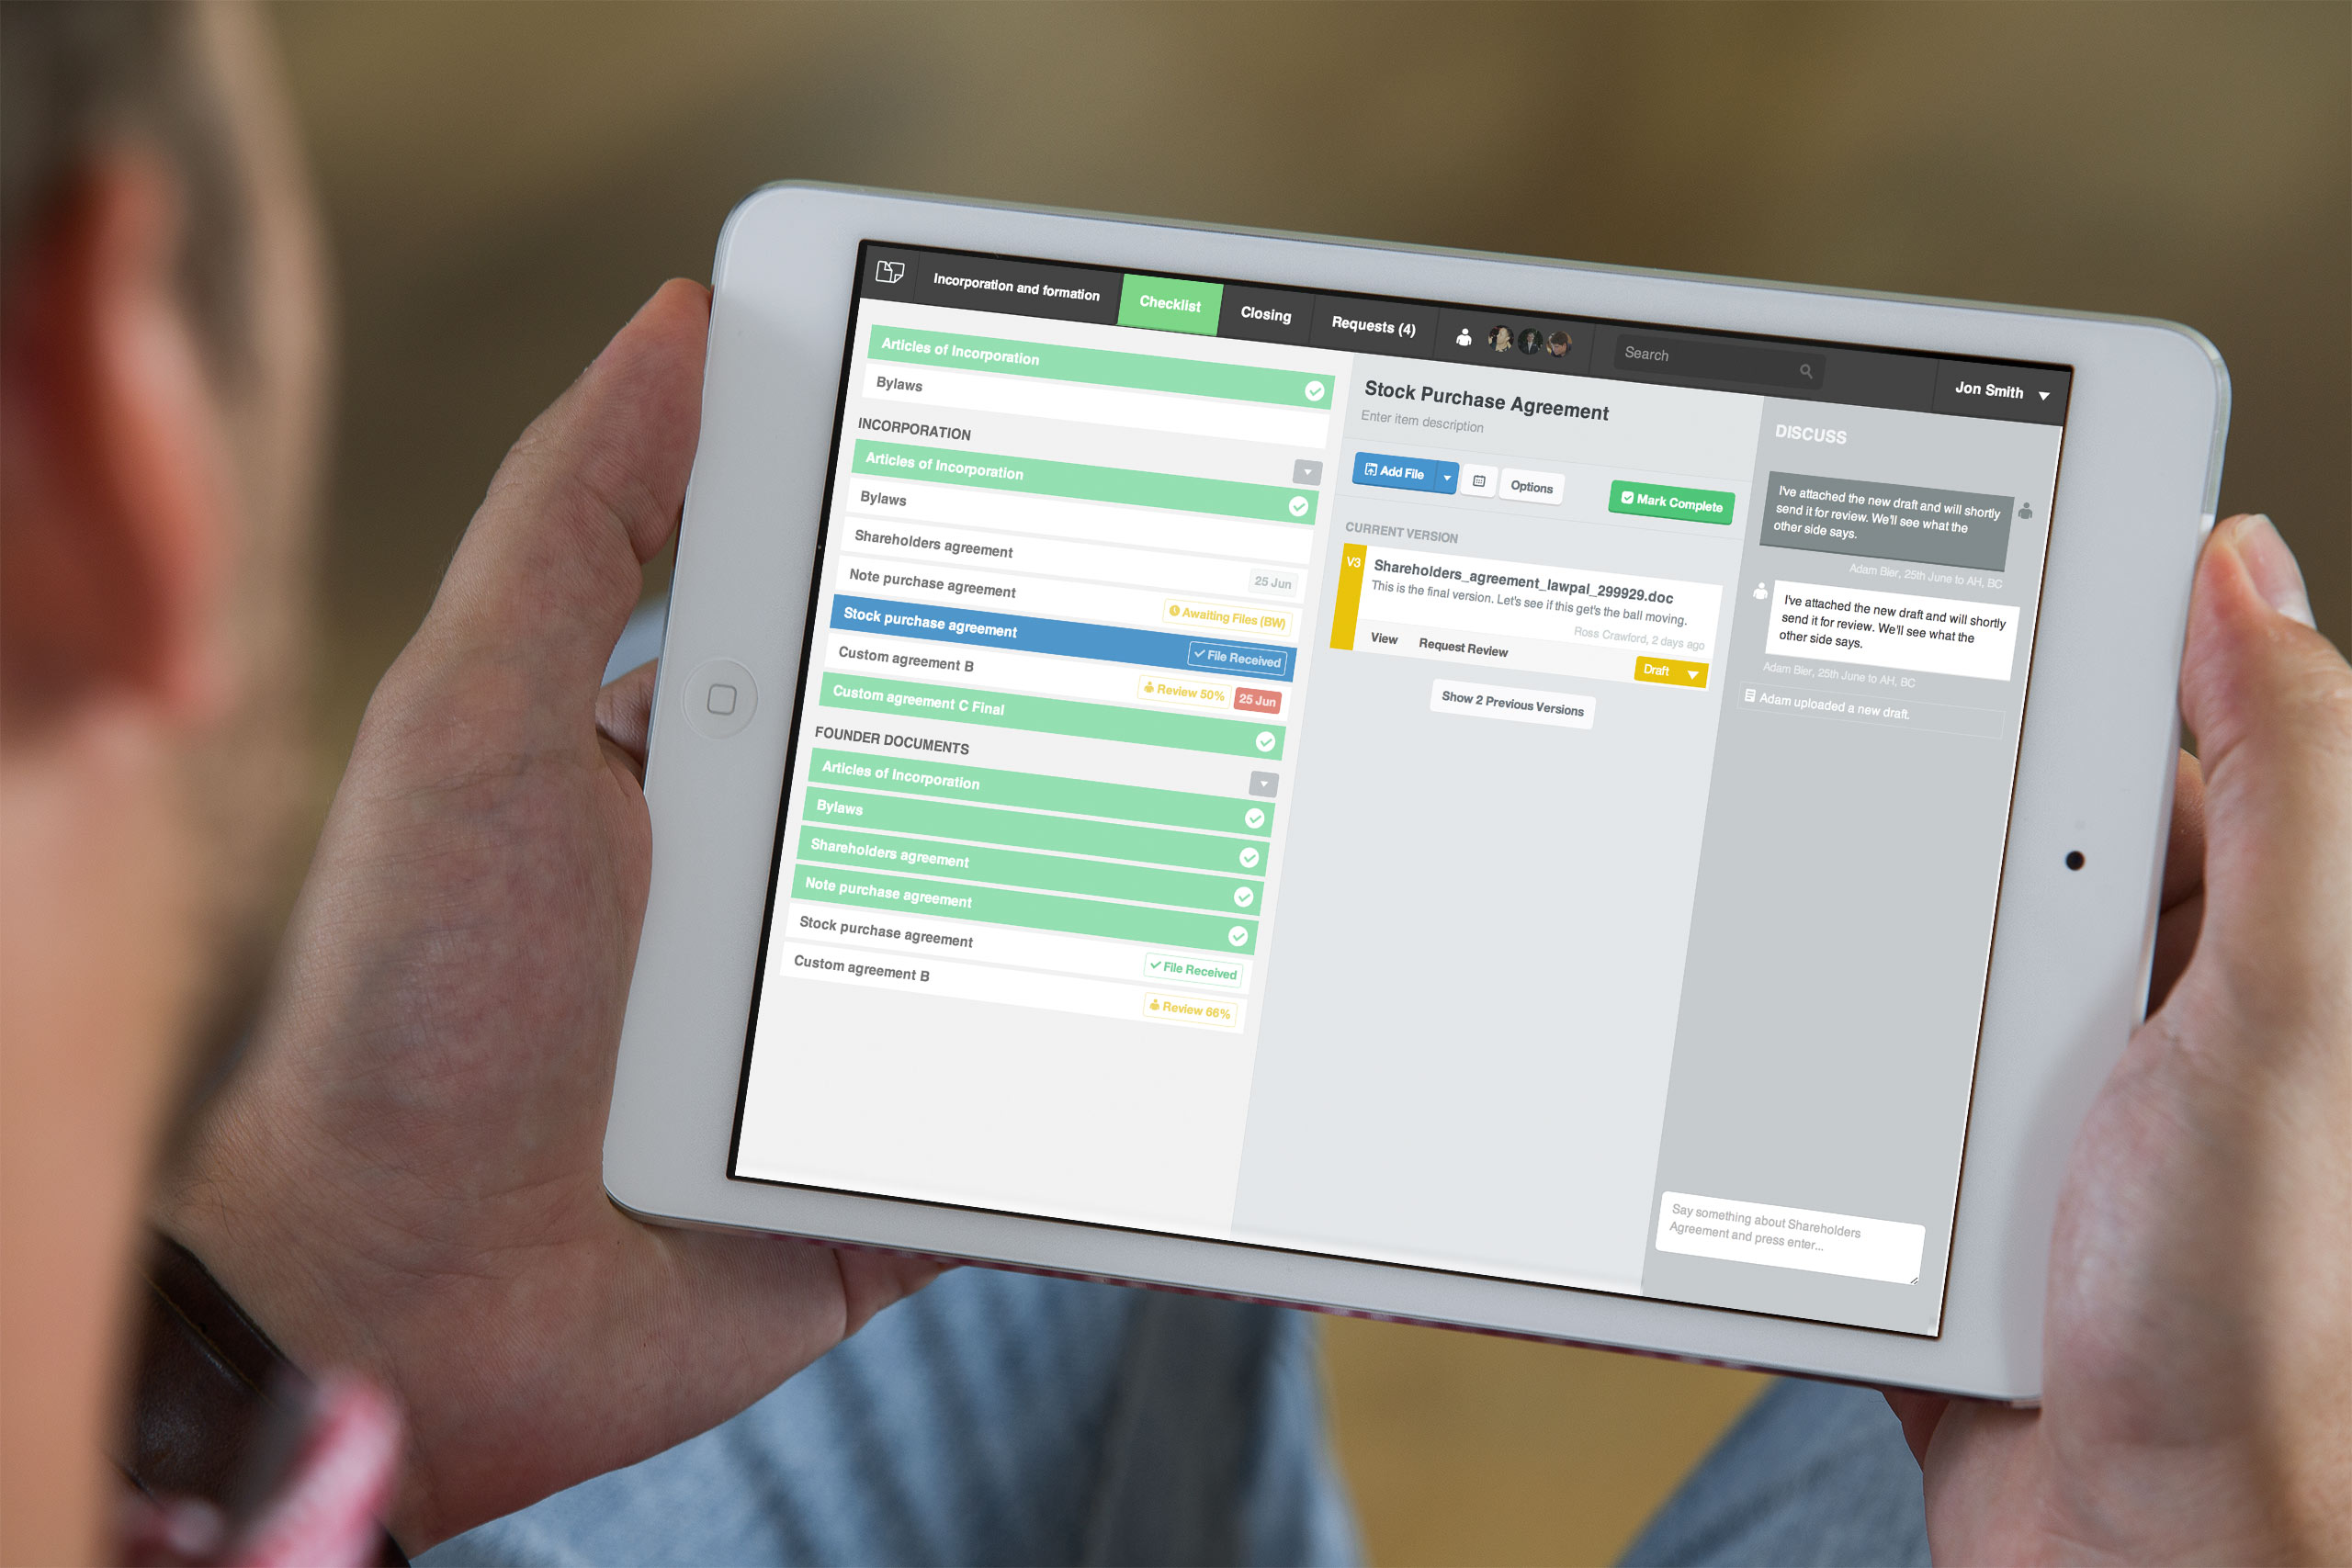 Incorporation and formation
Checklist
Closing
Requests (4)
Search
Jon Smith
Articles of Incorporation
Bylaws
INCORPORATION
Articles of Incorporation
Bylaws
Shareholders agreement
25 Jun
Note purchase agreement
Awaiting Files (BW)
Stock purchase agreement
File Received
Custom agreement B
Review 50%
25 Jun
Custom agreement C Final
FOUNDER DOCUMENTS
Articles of Incorporation
Bylaws
Shareholders agreement
Note purchase agreement
Stock purchase agreement
File Received
Custom agreement B
Review 66%
Stock Purchase Agreement
Enter item description
Add File
Options
Mark Complete
CURRENT VERSION
V3
Shareholders_agreement_lawpal_299929.doc
This is the final version. Let's see if this get's the ball moving.
Ross Crawford, 2 days ago
View
Request Review
Draft
Show 2 Previous Versions
DISCUSS
I've attached the new draft and will shortly
send it for review. We'll see what the
other side says.
Adam Bier, 25th June to AH, BC
I've attached the new draft and will shortly
send it for review. We'll see what the
other side says.
Adam Bier, 25th June to AH, BC
Adam uploaded a new draft.
Say something about Shareholders
Agreement and press enter...